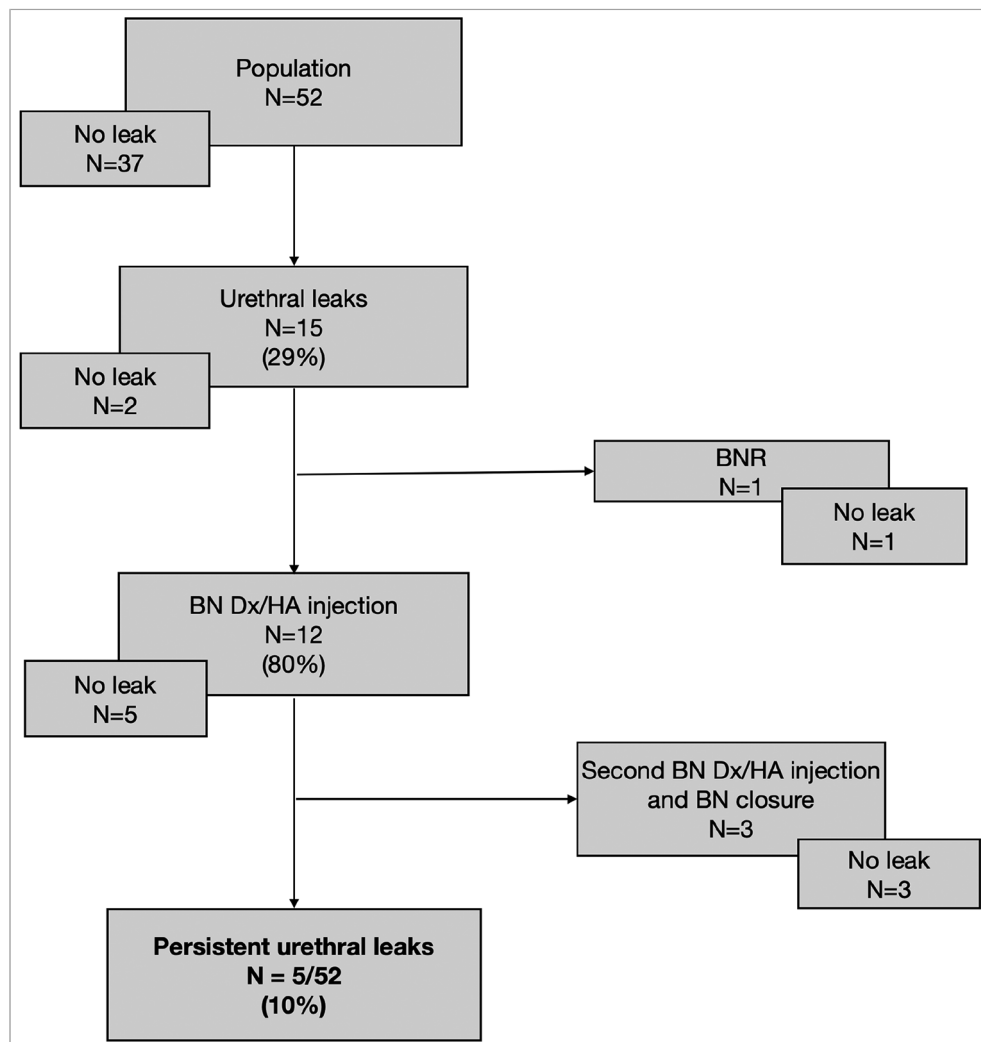 Population
N=52
No leak
N=37
Urethral leaks
N=15
(29%)
No leak
N=2
BNR
N=1
No leak
N=1
BN Dx/HA injection
N=12
(80%)
No leak
N=5
Second BN Dx/HA injection
and BN closure
N=3
No leak
N=3
Persistent urethral leaks
N = 5/52
(10%)